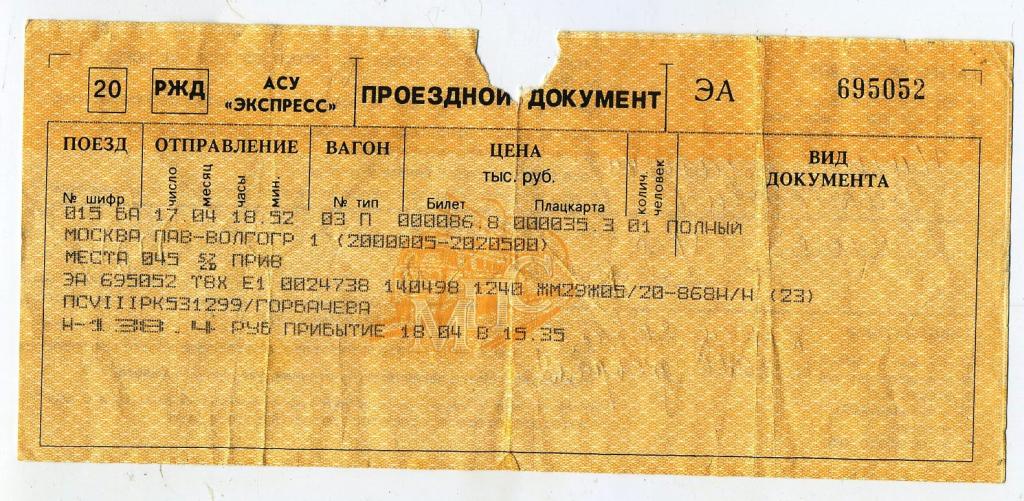 20 РЖД АСУ «ЭКСПРЕСС» ПРОЕЗДНОЙ ДОКУМЕНТ ЭА 695052
ПОЕЗД ОТПРАВЛЕНИЕ ВАГОН ЦЕНА тыс. руб. колич. человек ВИД ДОКУМЕНТА
№ шифр число месяц часы мин. № тип Билет Плацкарта
015 БА 17.04 18.52 03 П 000086.8 000035.3 01 ПОЛНЫЙ
МОСКВА ПАВ-ВОЛГОГР 1 (2000005-2020500)
МЕСТА 045 ПРИВ
ЭА 695052 Т8Х Е1 0024738 140498 1240 ЖМ29Ж05/20-868Н/Н (23)
ПСVIIIРК531299/ГОРБАЧЕВА
Н-138.4 РУБ ПРИБЫТИЕ 18.04 В 15.35